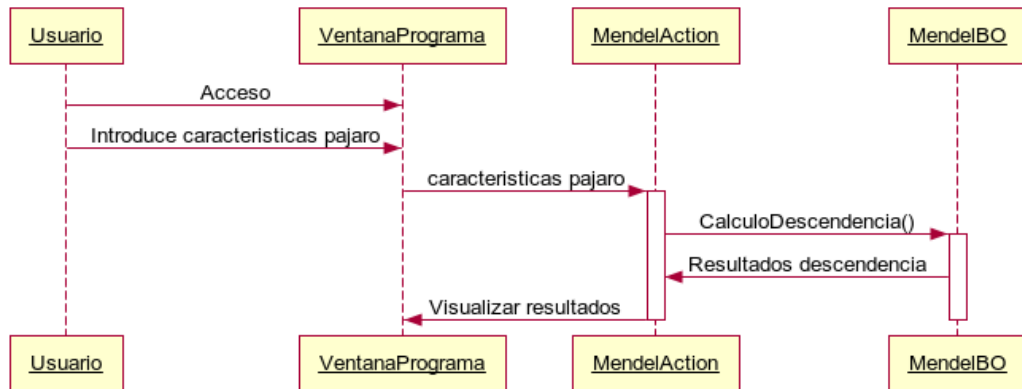 Usuario
VentanaPrograma
MendelAction
MendelBO
Acceso
Introduce caracteristicas pajaro
caracteristicas pajaro
CalculoDescendencia()
Resultados descendencia
Visualizar resultados
Usuario
VentanaPrograma
MendelAction
MendelBO